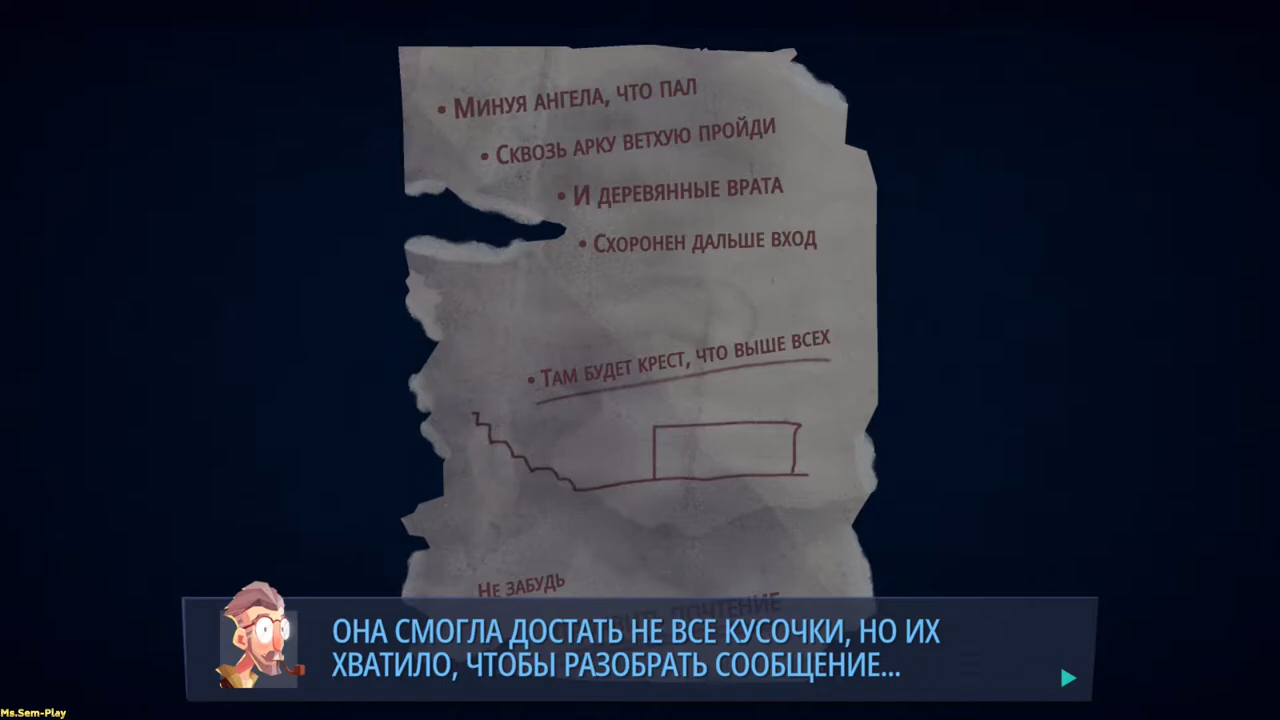 • Минуя ангела, что пал
• Сквозь арку ветхую пройди
• И деревянные врата
• Схоронен дальше вход
• Там будет крест, что выше всех
Не забудь
почтение
ОНА СМОГЛА ДОСТАТЬ НЕ ВСЕ КУСОЧКИ, НО ИХ
ХВАТИЛО, ЧТОБЫ РАЗОБРАТЬ СООБЩЕНИЕ...
Ms.Sem-Play